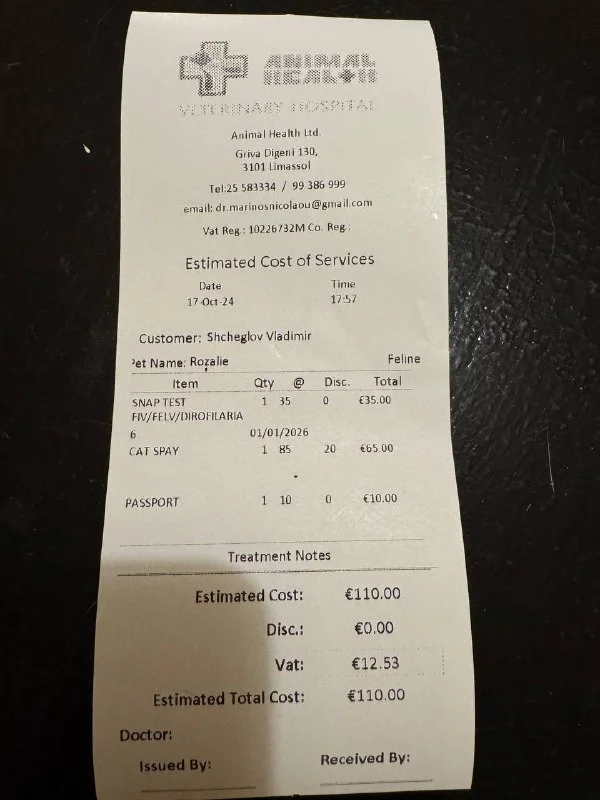 ANIMAL
HEALTH
VETERINARY HOSPITAL
Animal Health Ltd.
Griva Digeni 130,
3101 Limassol
Tel:25 583334 / 99 386 999
email: dr.marinosnicolaou@gmail.com
Vat Reg.: 10226732M Co. Reg.:
Estimated Cost of Services
Date Time
17-Oct-24 17:57
Customer: Shcheglov Vladimir
Pet Name: Rozalie Feline
Item Qty @ Disc. Total
SNAP TEST 1 35 0 €35.00
FIV/FELV/DIROFILARIA
6 01/01/2026
CAT SPAY 1 85 20 €65.00
PASSPORT 1 10 0 €10.00
Treatment Notes
Estimated Cost: €110.00
Disc.: €0.00
Vat: €12.53
Estimated Total Cost: €110.00
Doctor:
Issued By: Received By: